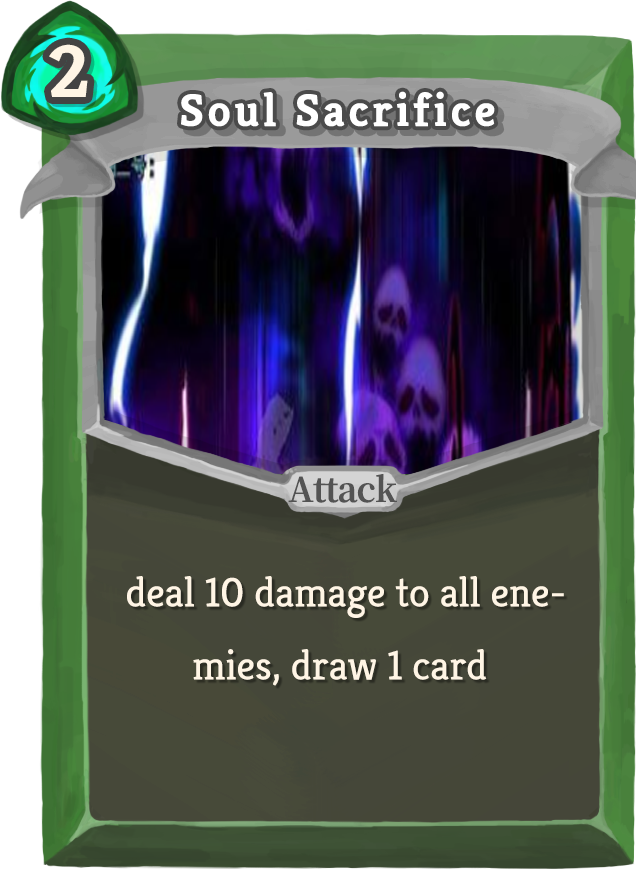 2
Soul Sacrifice
Attack
deal 10 damage to all ene-
mies, draw 1 card